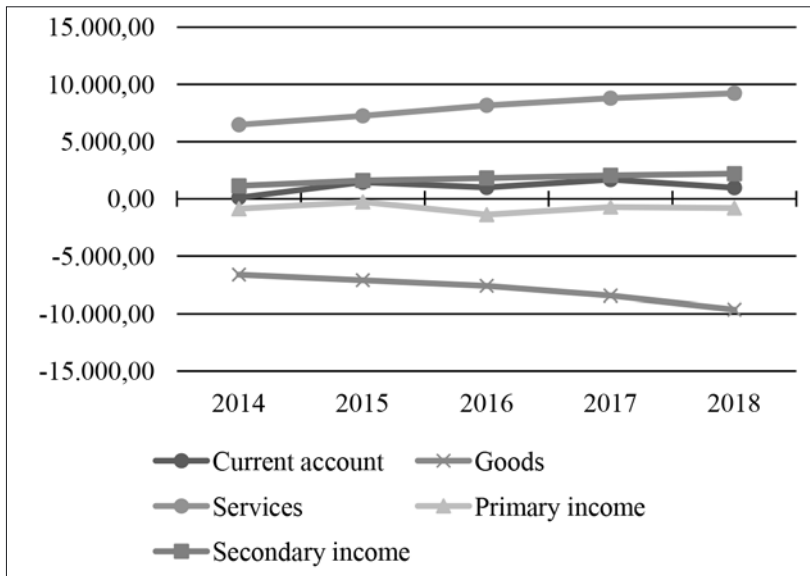 15.000,00
10.000,00
5.000,00
0,00
-5.000,00
-10.000,00
-15.000,00
2014 2015 2016 2017 2018
Current account Goods
Services Primary income
Secondary income